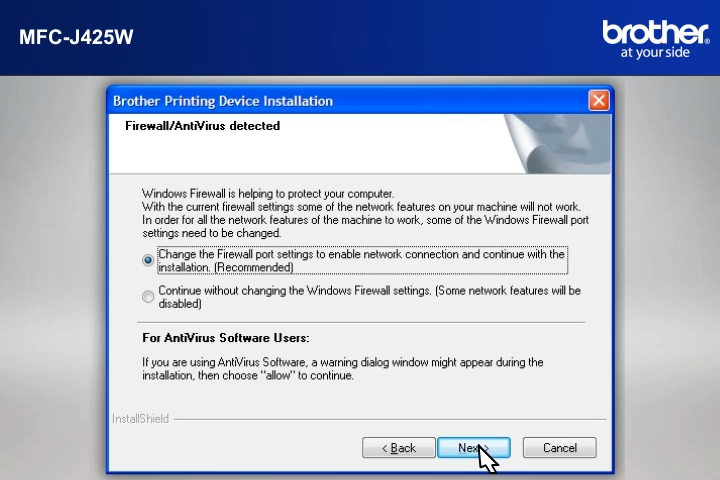 MFC-J425W
brother®
at your side
Brother Printing Device Installation
Firewall/AntiVirus detected
Windows Firewall is helping to protect your computer.
With the current firewall settings some of the network features on your machine will not work.
In order for all the network features of the machine to work, some of the Windows Firewall port
settings need to be changed.
Change the Firewall port settings to enable network connection and continue with the
installation. (Recommended)
Continue without changing the Windows Firewall settings. (Some network features will be
disabled)
For AntiVirus Software Users:
If you are using AntiVirus Software, a warning dialog window might appear during the
installation, then choose "allow" to continue.
InstallShield
< Back
Next >
Cancel